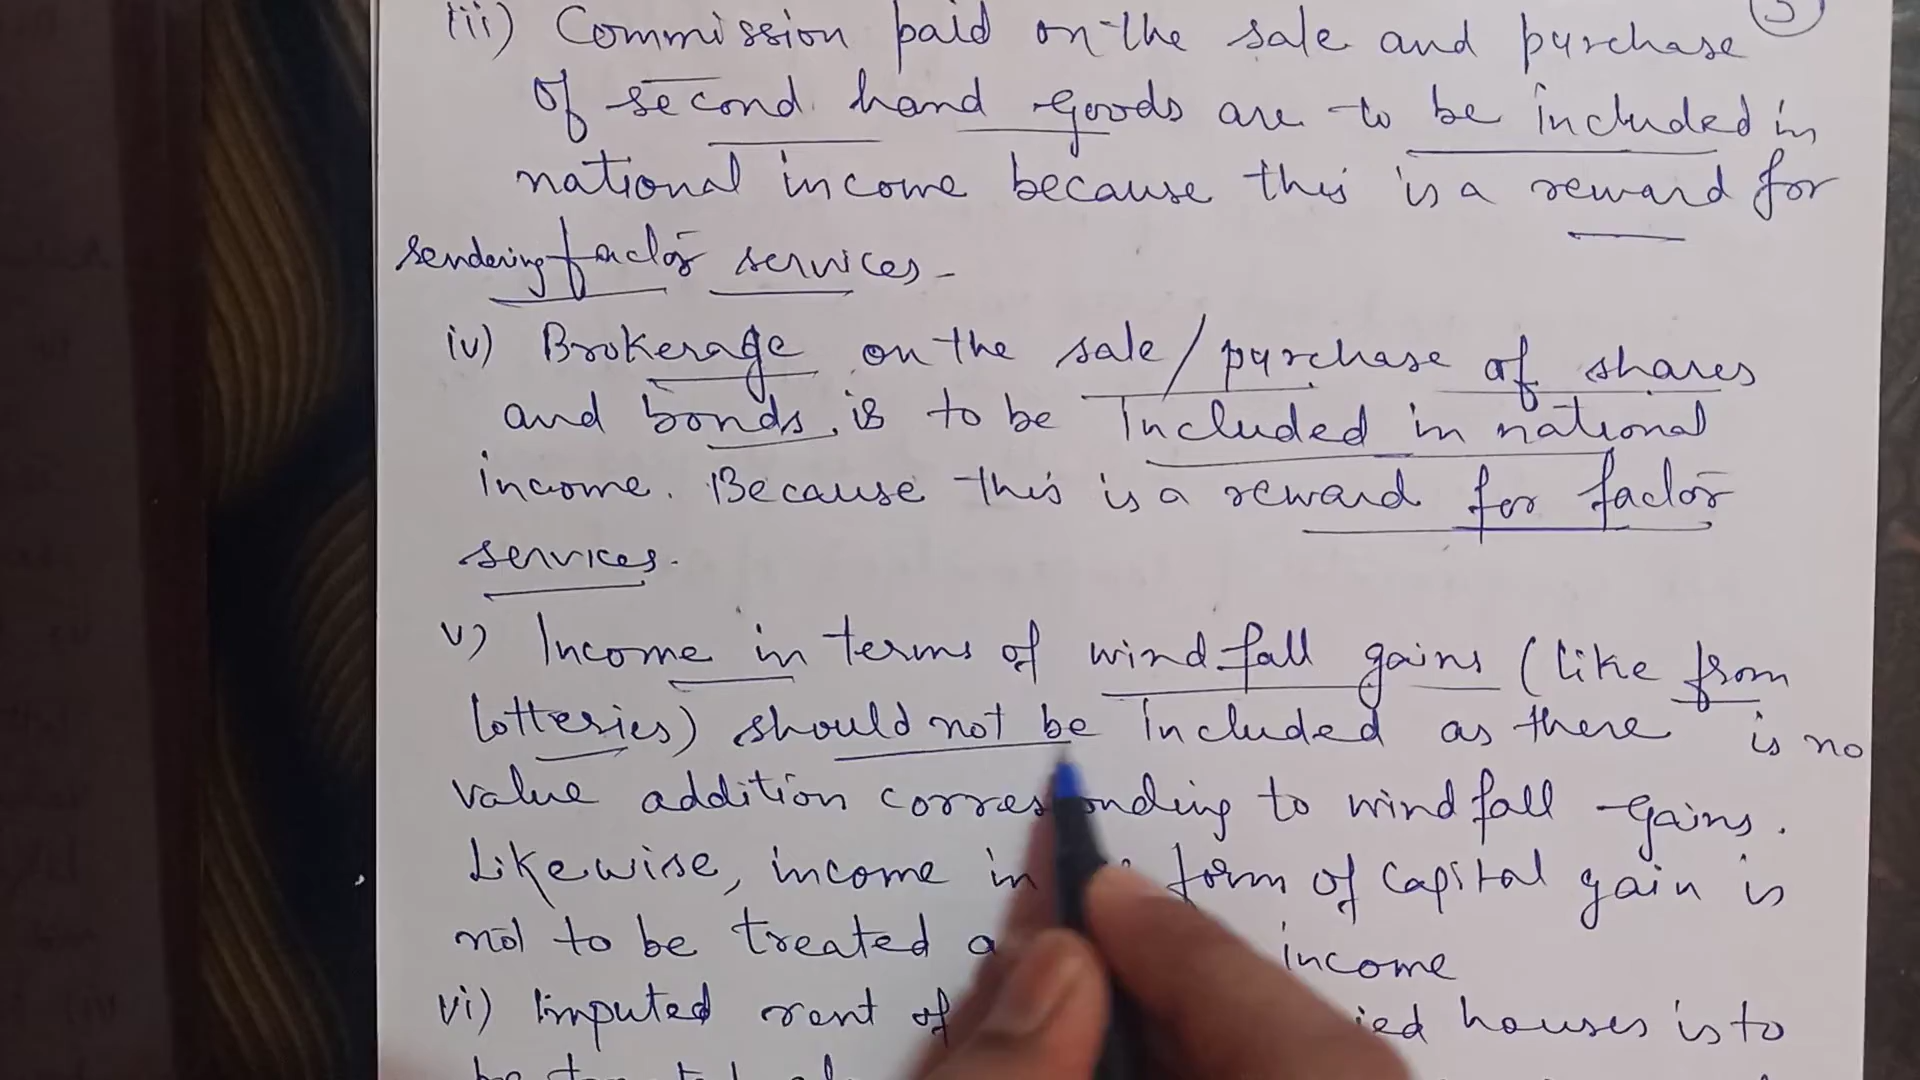 3
iii) Commission paid on the sale and purchase
of second hand goods are to be included in
national income because this is a reward for
rendering factor services -
iv) Brokerage on the sale/purchase of shares
and bonds is to be Included in national
income. Because this is a reward for factor
services.
v) Income in terms of windfall gains (like from
lotteries) should not be Included as there is no
value addition corresponding to windfall gains.
Likewise, income in form of capital gain is
not to be treated income
vi) Imputed rent of houses is to